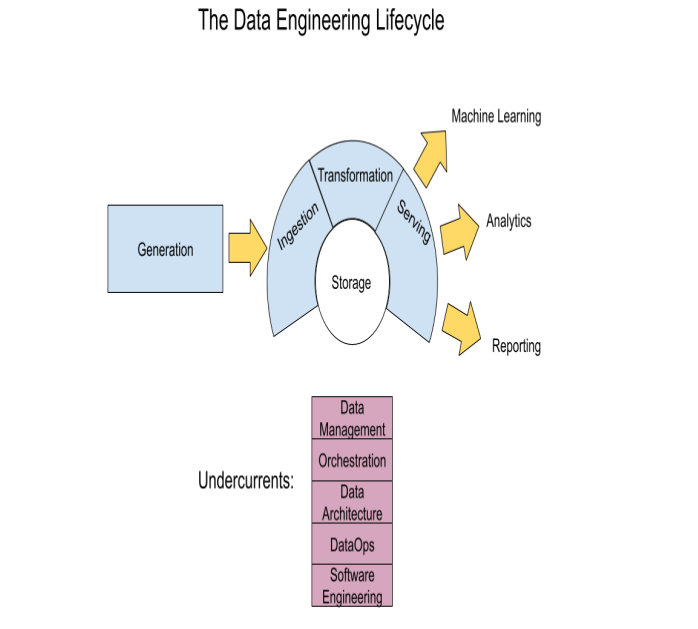 The Data Engineering Lifecycle
Machine Learning
Transformation
Ingestion
Serving
Analytics
Generation
Storage
Reporting
Data
Management
Orchestration
Undercurrents:
Data
Architecture
DataOps
Software
Engineering